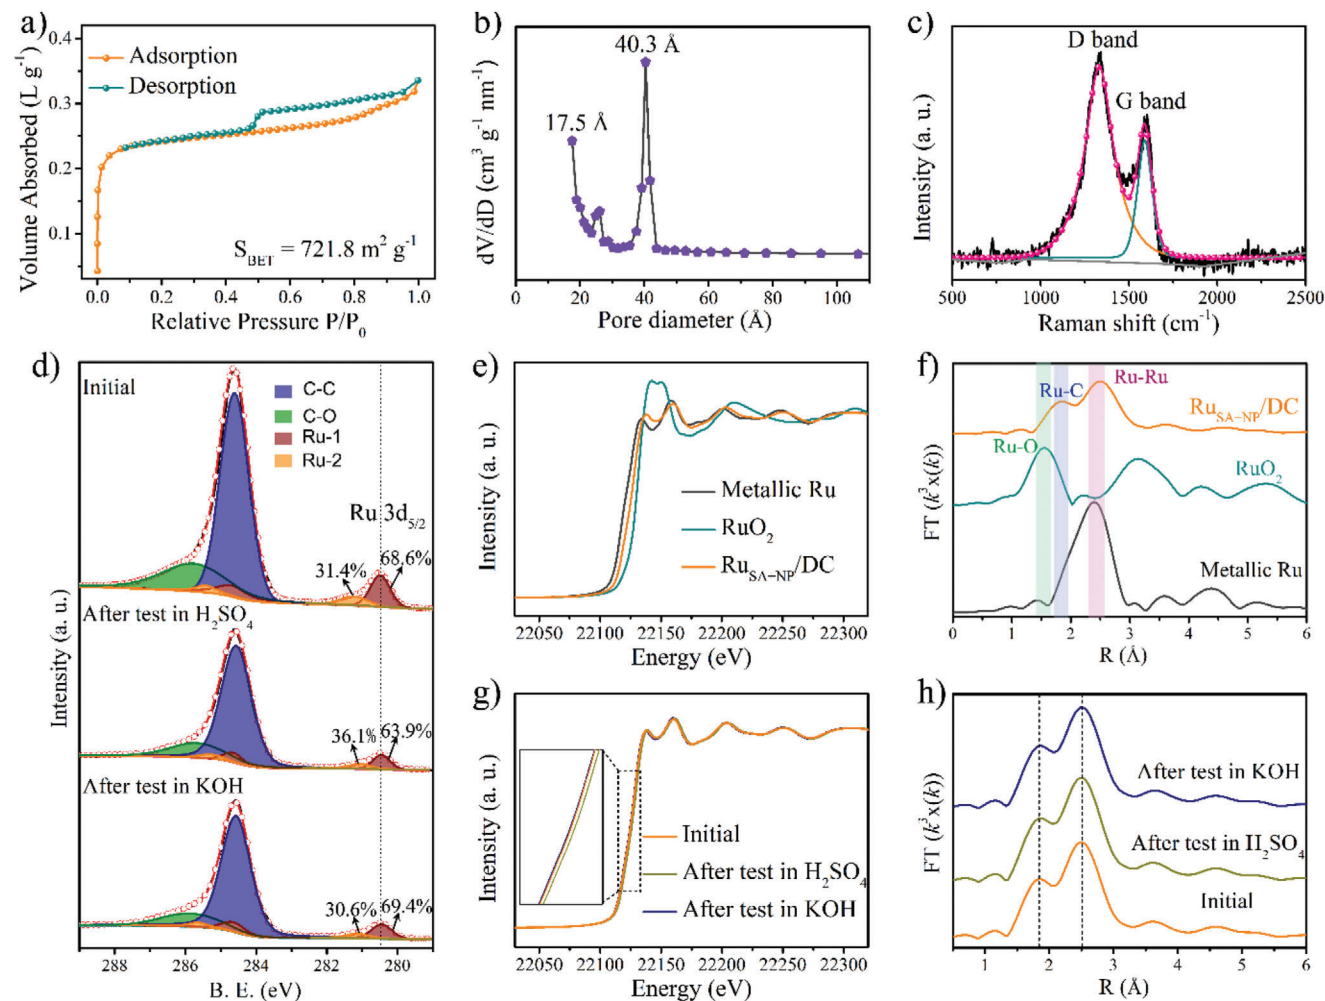 a)
0.4
0.3
0.2
0.1
Volume Absorbed (L g⁻¹)
Adsorption
Desorption
S_BET = 721.8 m² g⁻¹
0.0 0.2 0.4 0.6 0.8 1.0
Relative Pressure P/P₀
b)
dV/dD (cm³ g⁻¹ nm⁻¹)
40.3 Å
17.5 Å
0 20 40 60 80 100
Pore diameter (Å)
c)
Intensity (a. u.)
D band
G band
500 1000 1500 2000 2500
Raman shift (cm⁻¹)
d)
Intensity (a. u.)
Initial
C-C
C-O
Ru-1
Ru-2
Ru 3d₅/₂
31.4% 68.6%
After test in H₂SO₄
36.1% 63.9%
After test in KOH
30.6% 69.4%
288 286 284 282 280
B. E. (eV)
e)
Intensity (a. u.)
Metallic Ru
RuO₂
Ru_SA-NP/DC
22050 22100 22150 22200 22250 22300
Energy (eV)
f)
FT (k³x(k))
Ru-Ru
Ru-C
Ru_SA-NP/DC
Ru-O
RuO₂
Metallic Ru
0 1 2 3 4 5 6
R (Å)
g)
Intensity (a. u.)
Initial
After test in H₂SO₄
After test in KOH
22050 22100 22150 22200 22250 22300
Energy (eV)
h)
FT (k³x(k))
After test in KOH
After test in H₂SO₄
Initial
1 2 3 4 5 6
R (Å)